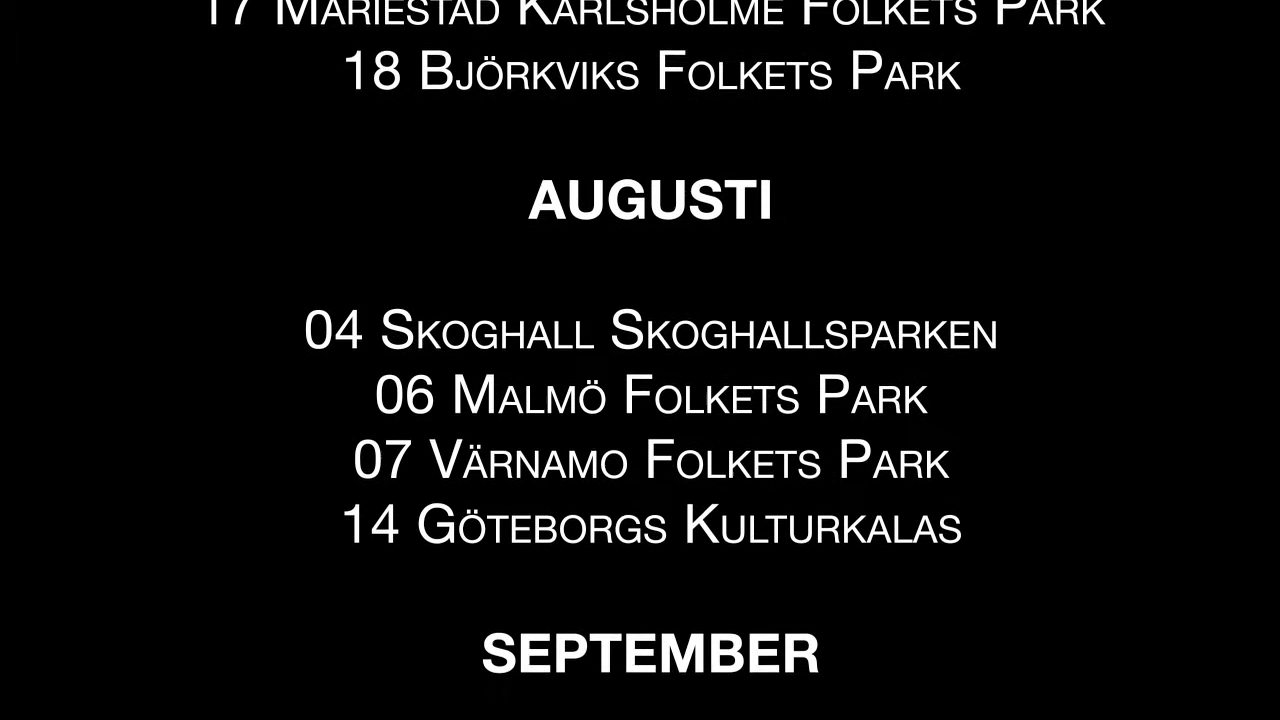 17 Mariestad Karlsholme Folkets Park
18 Björkviks Folkets Park
AUGUSTI
04 Skoghall Skoghallsparken
06 Malmö Folkets Park
07 Värnamo Folkets Park
14 Göteborgs Kulturkalas
SEPTEMBER